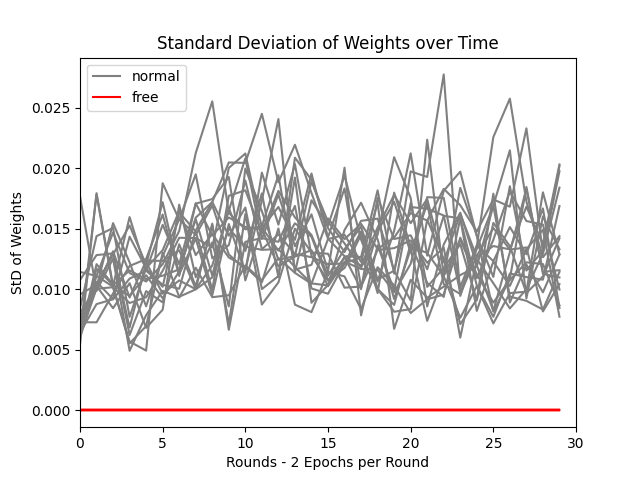 Standard Deviation of Weights over Time
normal
free
StD of Weights
0.025
0.020
0.015
0.010
0.005
0.000
0 5 10 15 20 25 30
Rounds - 2 Epochs per Round